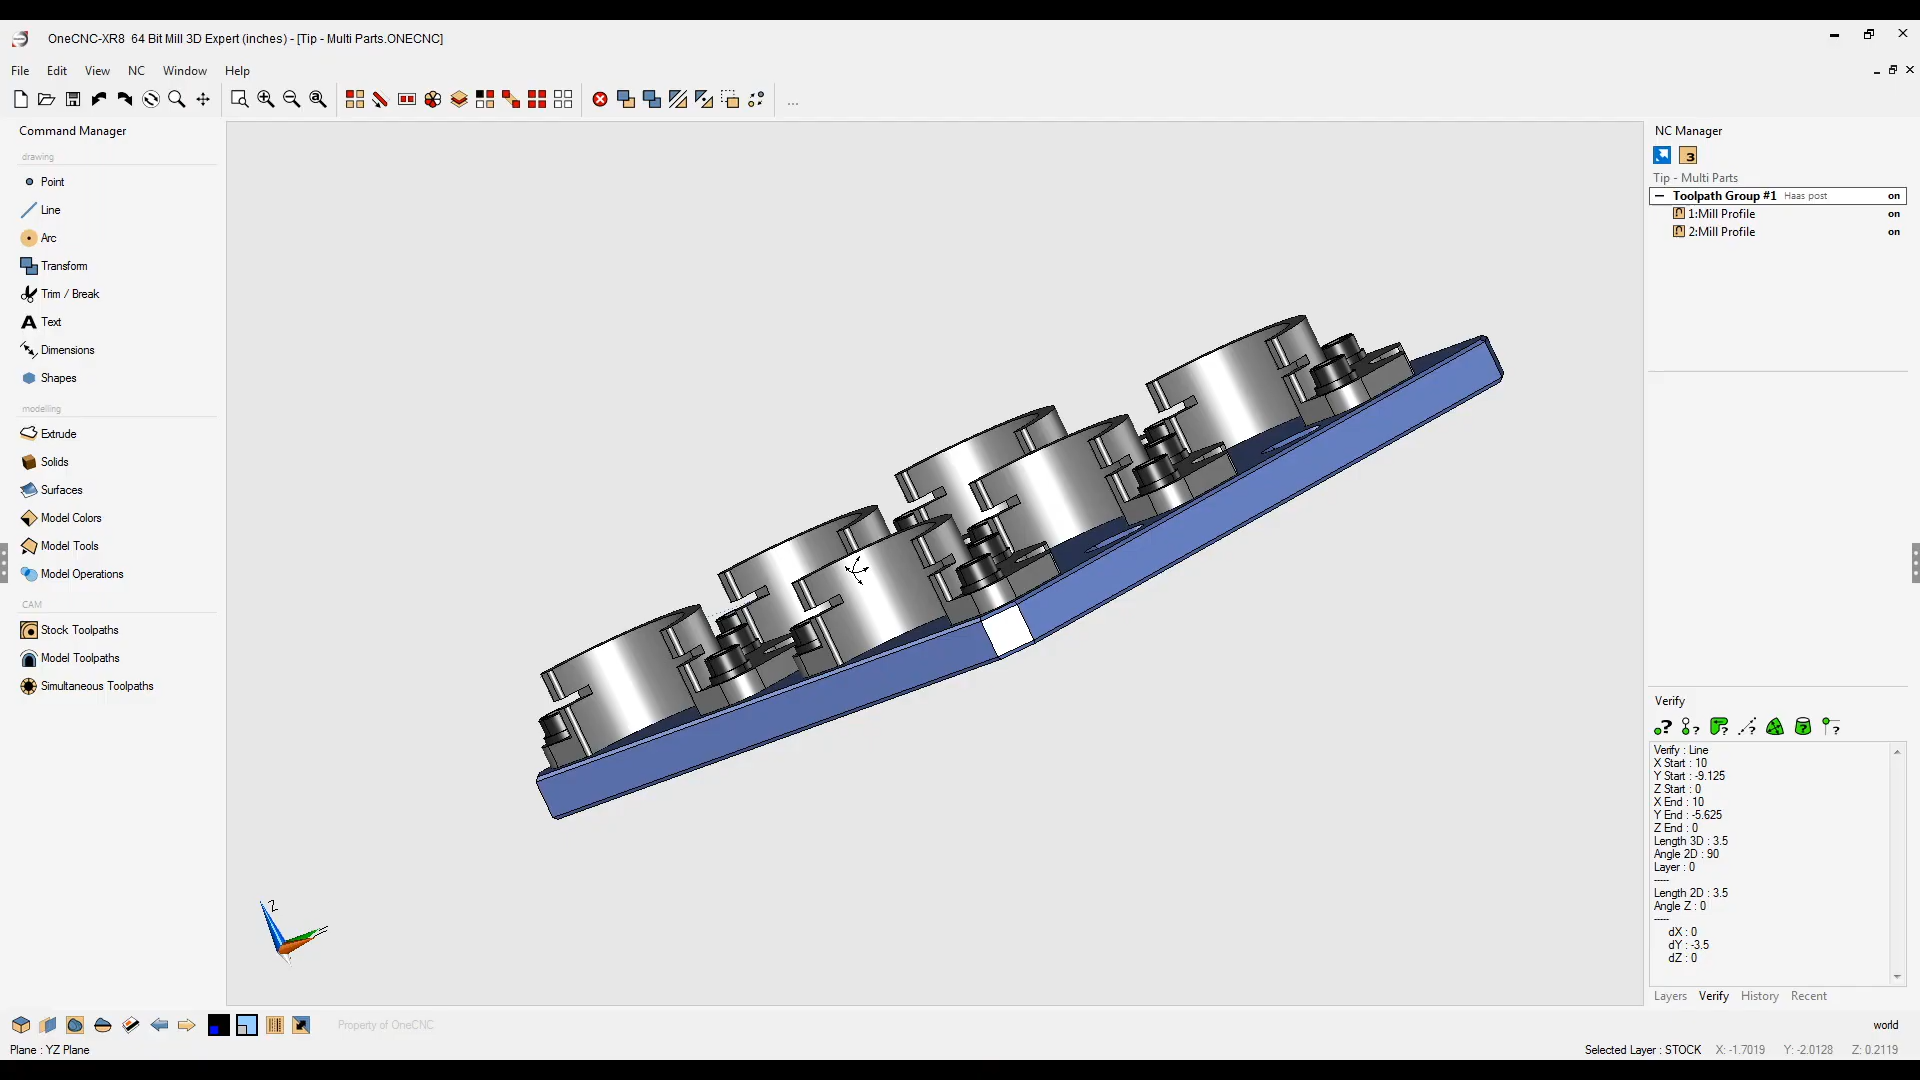 OneCNC-XR8 64 Bit Mill 3D Expert (inches) - [Tip - Multi Parts.ONECNC]
File Edit View NC Window Help
...
Command Manager
drawing
Point
Line
Arc
Transform
Trim / Break
Text
Dimensions
Shapes
modelling
Extrude
Solids
Surfaces
Model Colors
Model Tools
Model Operations
CAM
Stock Toolpaths
Model Toolpaths
Simultaneous Toolpaths
Z
NC Manager
3
Tip - Multi Parts
Toolpath Group #1 Haas post on
1:Mill Profile on
2:Mill Profile on
Verify
Verify : Line
X Start : 10
Y Start : -9.125
Z Start : 0
X End : 10
Y End : -5.625
Z End : 0
Length 3D : 3.5
Angle 2D : 90
Layer : 0
-----
Length 2D : 3.5
Angle Z : 0
-----
dX : 0
dY : -3.5
dZ : 0
Layers Verify History Recent
Property of OneCNC
world
Plane : YZ Plane
Selected Layer : STOCK X: -1.7019 Y: -2.0128 Z: 0.2119